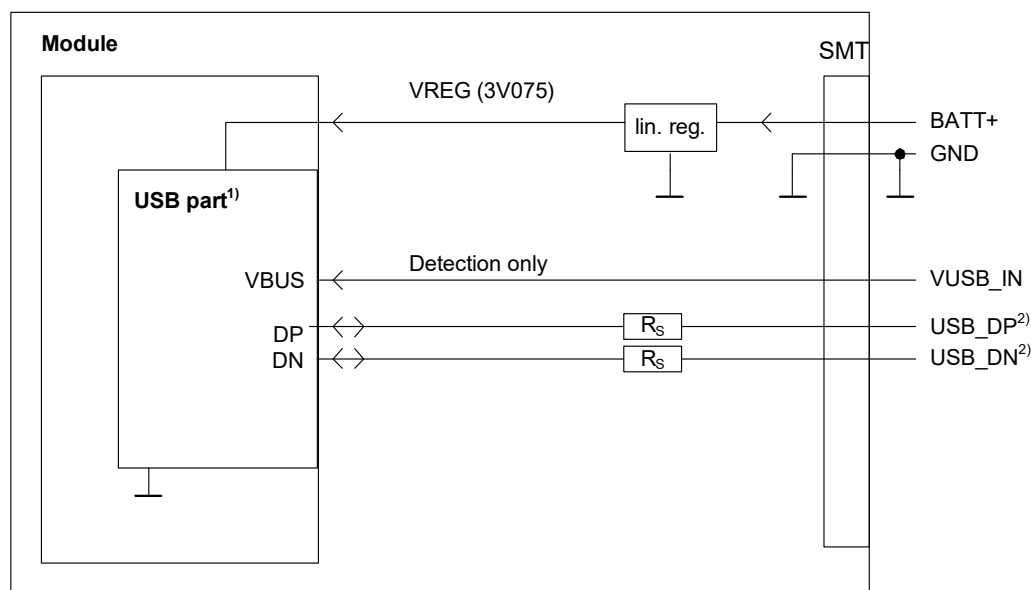 Module
SMT
VREG (3V075)
lin. reg.
BATT+
GND
USB part1)
Detection only
VBUS
VUSB_IN
DP
RS
USB_DP2)
DN
RS
USB_DN2)